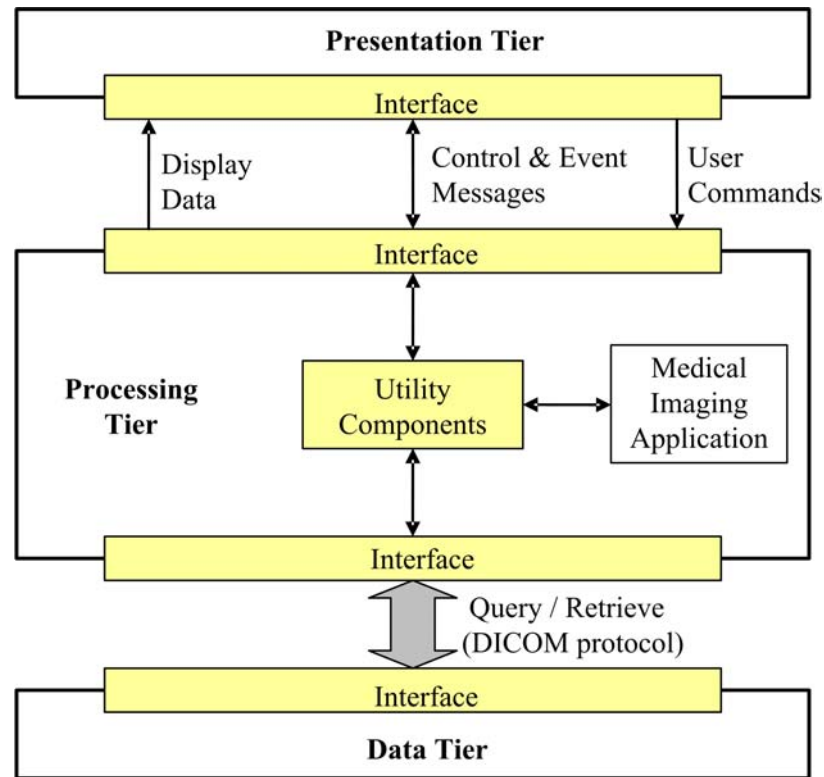 Presentation Tier
Interface
Display
Data
Control & Event
Messages
User
Commands
Interface
Processing
Tier
Utility
Components
Medical
Imaging
Application
Interface
Query / Retrieve
(DICOM protocol)
Interface
Data Tier